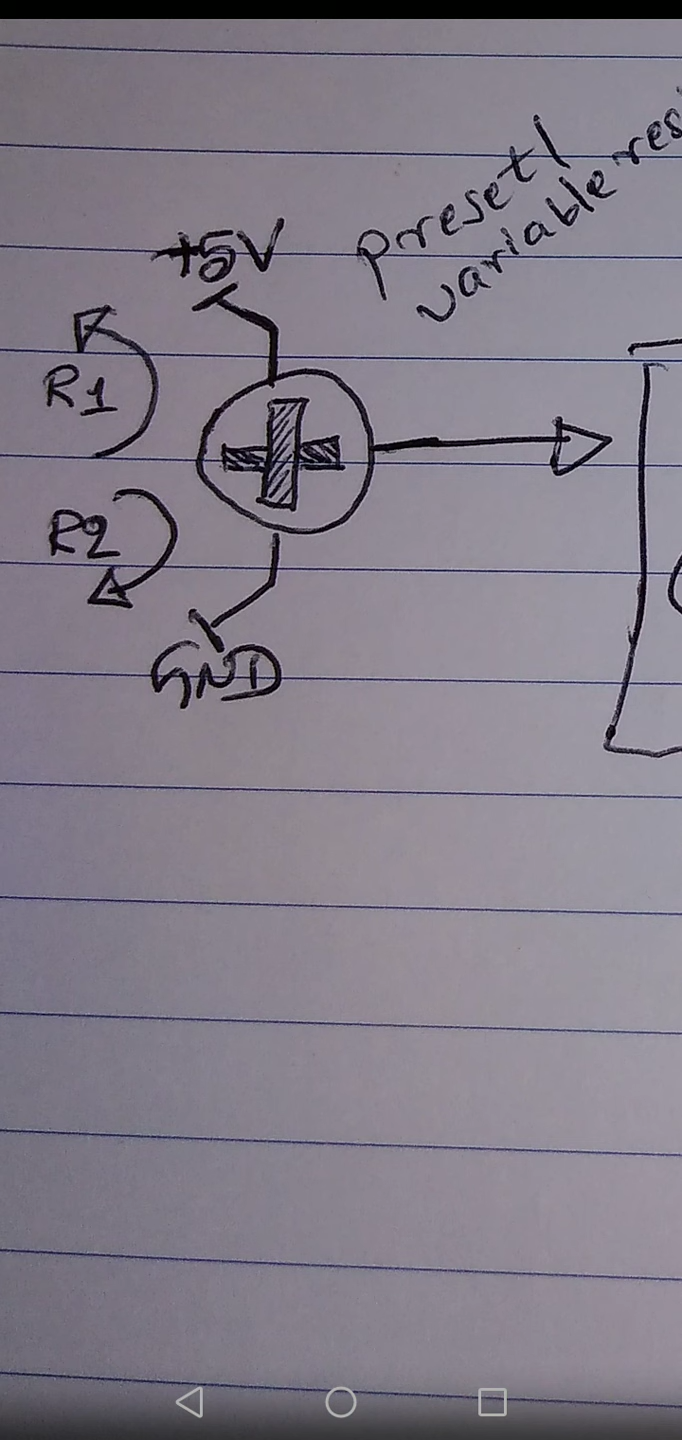 preset/
variable res
+5V
R1
R2
GND